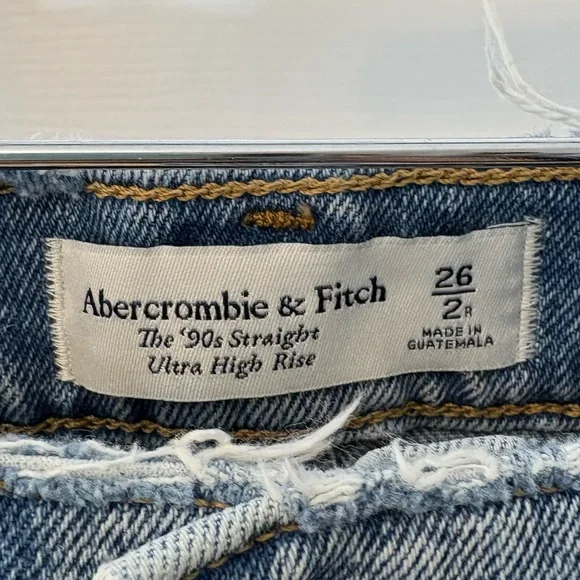 Abercrombie & Fitch
The '90s Straight
Ultra High Rise
26
2R
MADE IN
GUATEMALA